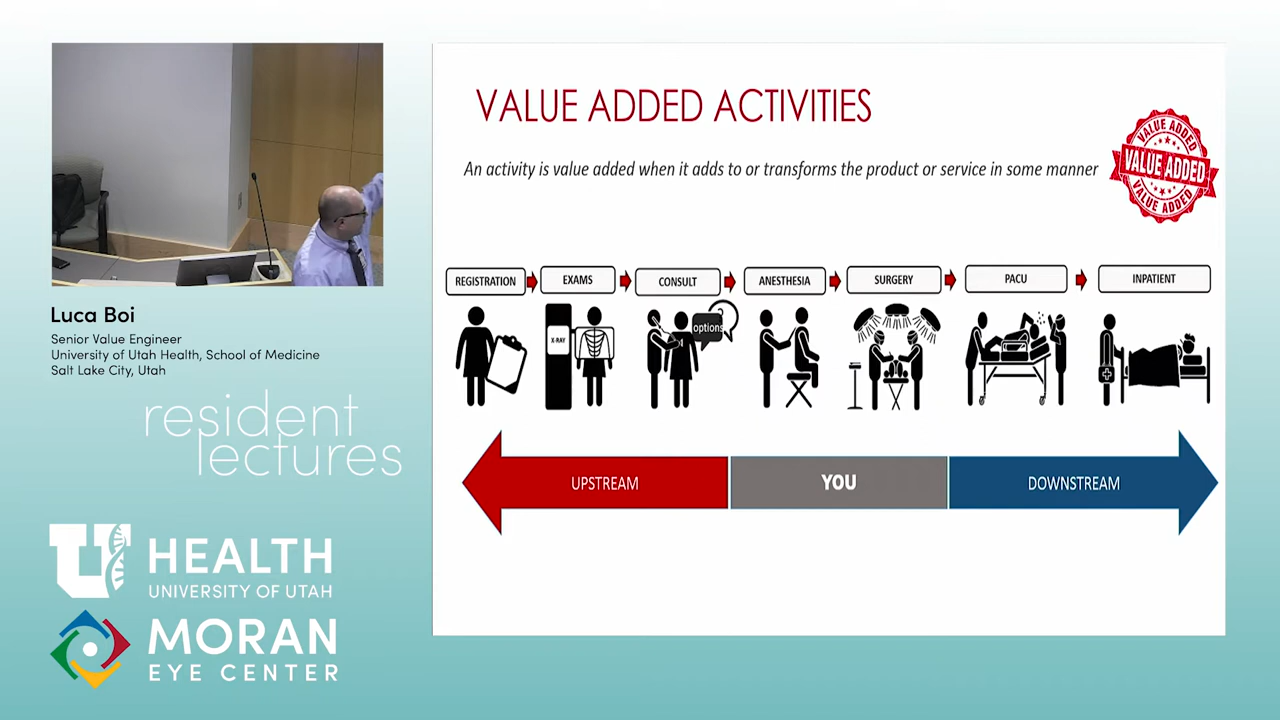 VALUE ADDED ACTIVITIES
An activity is value added when it adds to or transforms the product or service in some manner
VALUE ADDED
VALUE ADDED
VALUE ADDED
REGISTRATION
EXAMS
CONSULT
ANESTHESIA
SURGERY
PACU
INPATIENT
X-RAY
options
?
UPSTREAM
YOU
DOWNSTREAM
Luca Boi
Senior Value Engineer
University of Utah Health, School of Medicine
Salt Lake City, Utah
resident
lectures
U HEALTH
UNIVERSITY OF UTAH
MORAN
EYE CENTER